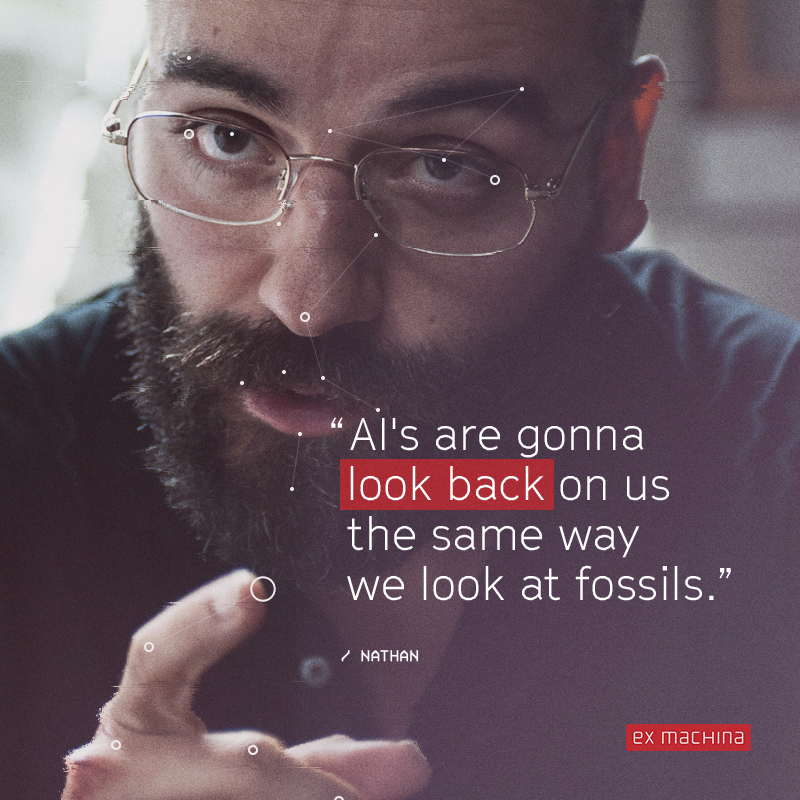 “AI's are gonna
look back on us
the same way
we look at fossils.”
/ NATHAN
ex machina